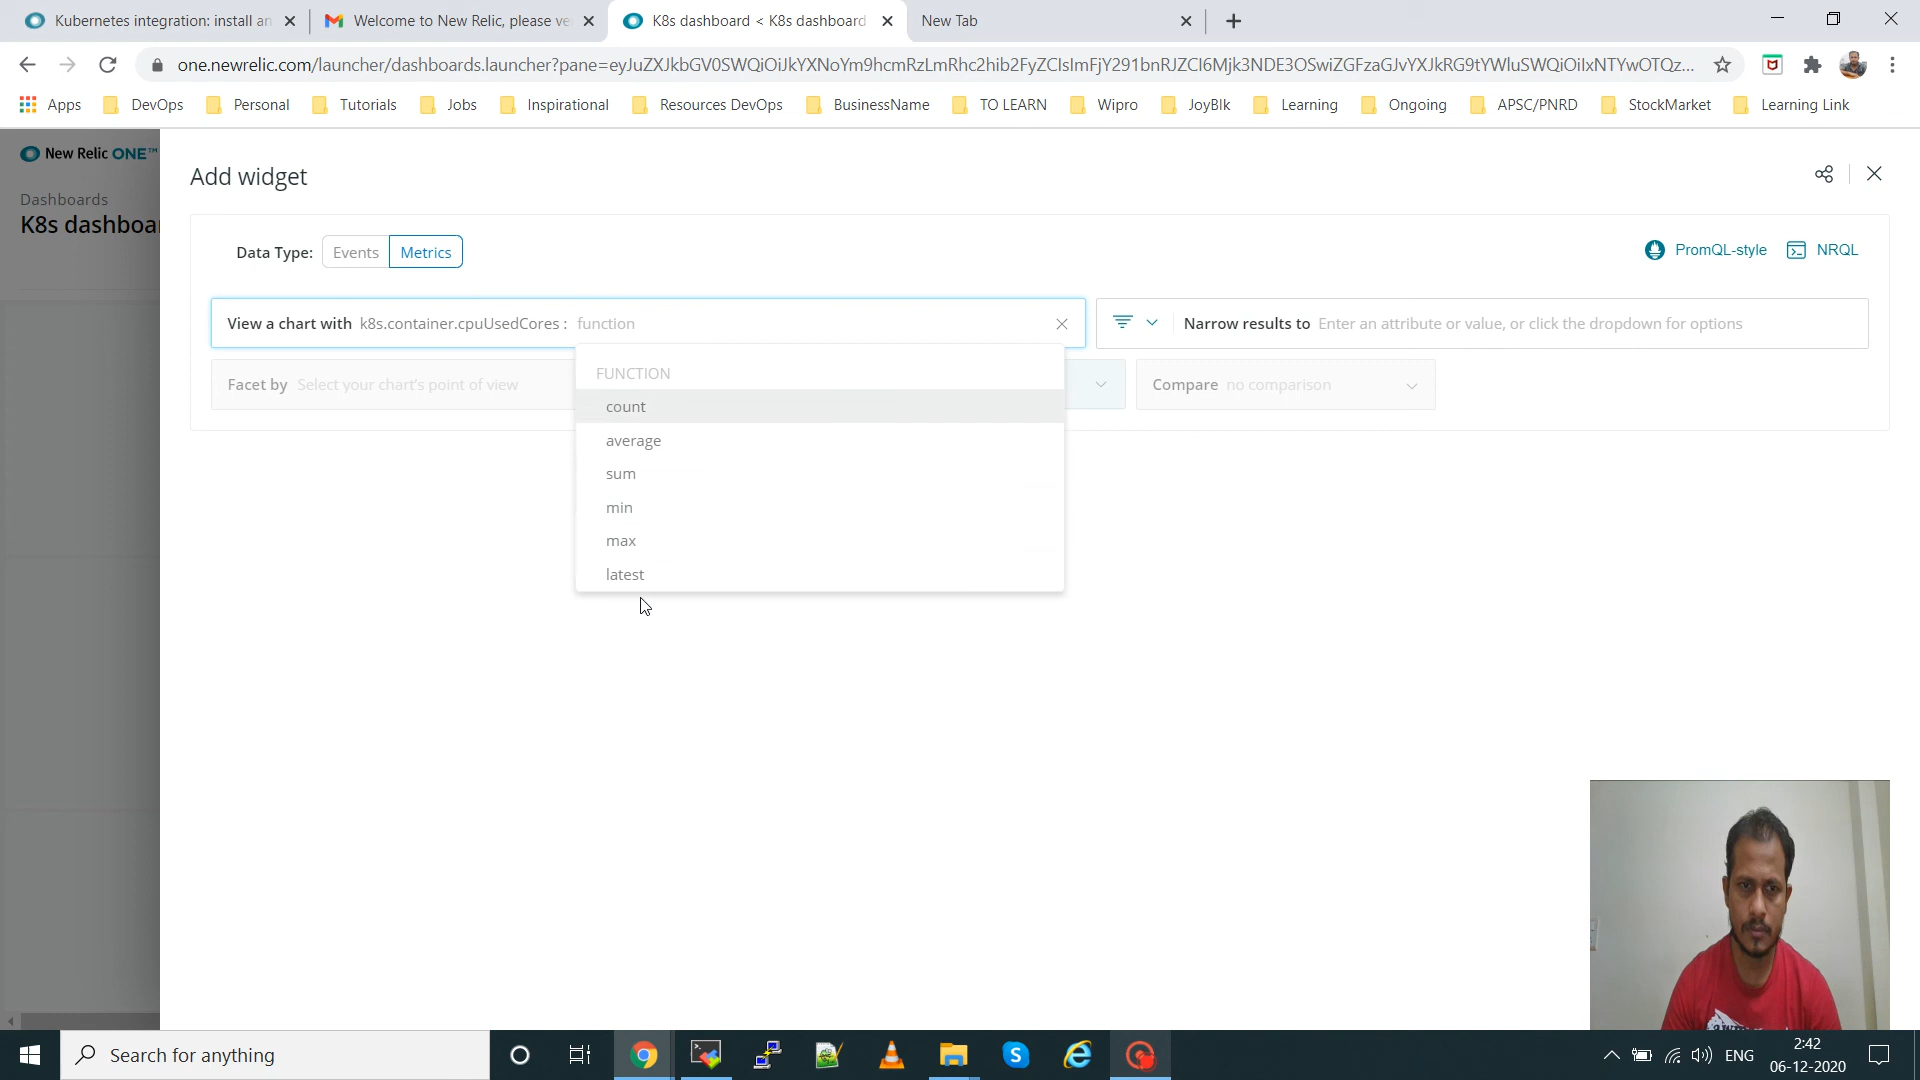 Kubernetes integration: install an
Welcome to New Relic, please ve
K8s dashboard < K8s dashboard
New Tab
one.newrelic.com/launcher/dashboards.launcher?pane=eyJuZXJkbGV0SWQiOiJkYXNoYm9hcmRzLmRhc2hib2FyZCIsImFjY291bnRJZCI6Mjk3NDE3OSwiZGFzaGJvYXJkRG9tYWluSWQiOiIxNTYwOTQz...
Apps
DevOps
Personal
Tutorials
Jobs
Inspirational
Resources DevOps
BusinessName
TO LEARN
Wipro
JoyBlk
Learning
Ongoing
APSC/PNRD
StockMarket
Learning Link
New Relic ONE™
Dashboards
K8s dashboar
Add widget
Data Type: Events Metrics
PromQL-style
NRQL
View a chart with k8s.container.cpuUsedCores : function
Narrow results to Enter an attribute or value, or click the dropdown for options
Facet by Select your chart's point of view
Compare no comparison
FUNCTION
count
average
sum
min
max
latest
Search for anything
ENG
2:42
06-12-2020